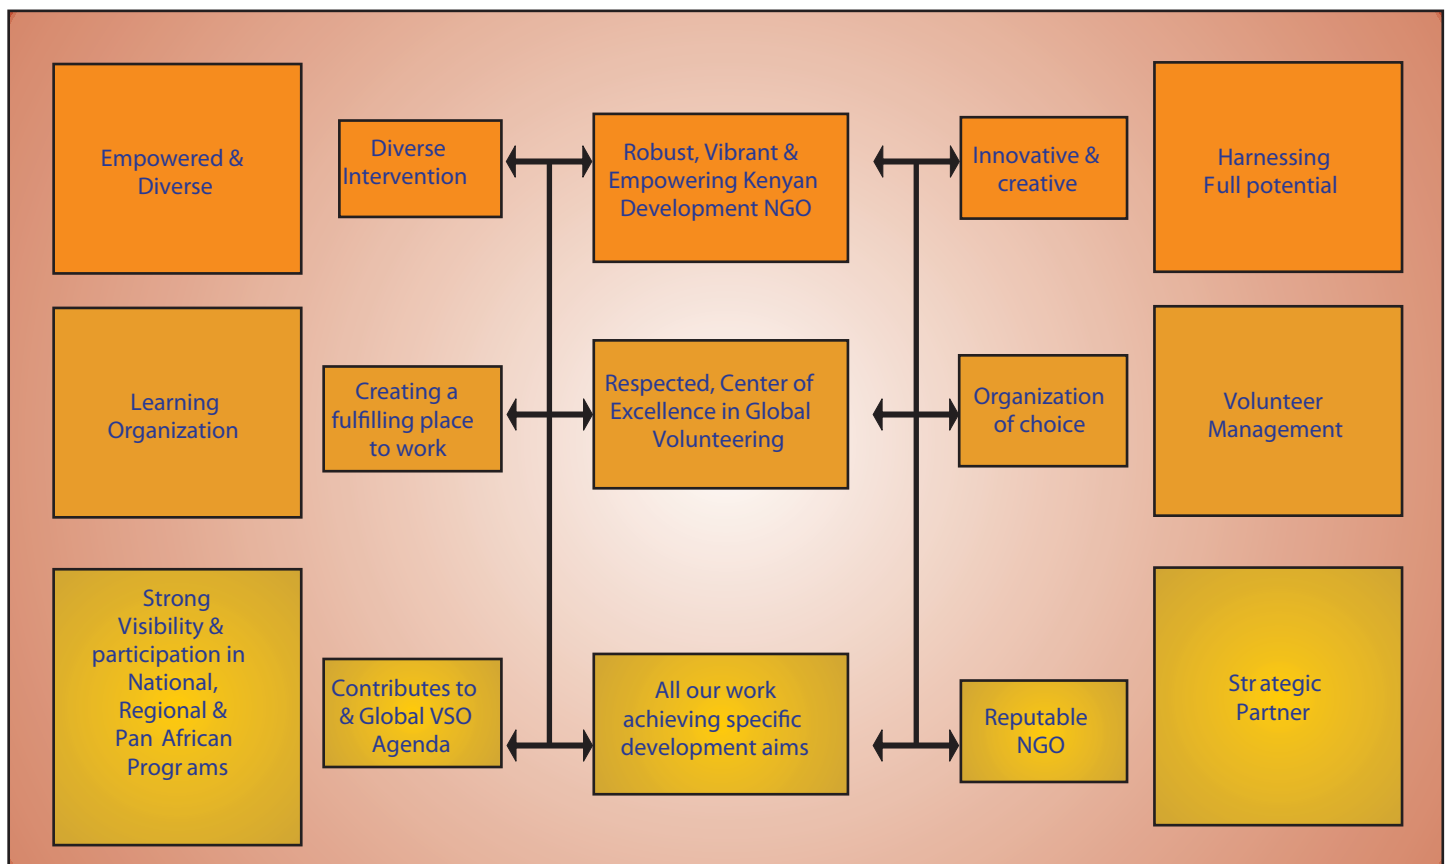 Empowered &
Diverse
Diverse
Intervention
Robust, Vibrant &
Empowering Kenyan
Development NGO
Innovative &
creative
Harnessing
Full potential
Learning
Organization
Creating a
fulfilling place
to work
Respected, Center of
Excellence in Global
Volunteering
Organization
of choice
Volunteer
Management
Strong
Visibility &
participation in
National,
Regional &
Pan African
Progr ams
Contributes to
& Global VSO
Agenda
All our work
achieving specific
development aims
Reputable
NGO
Str ategic
Partner